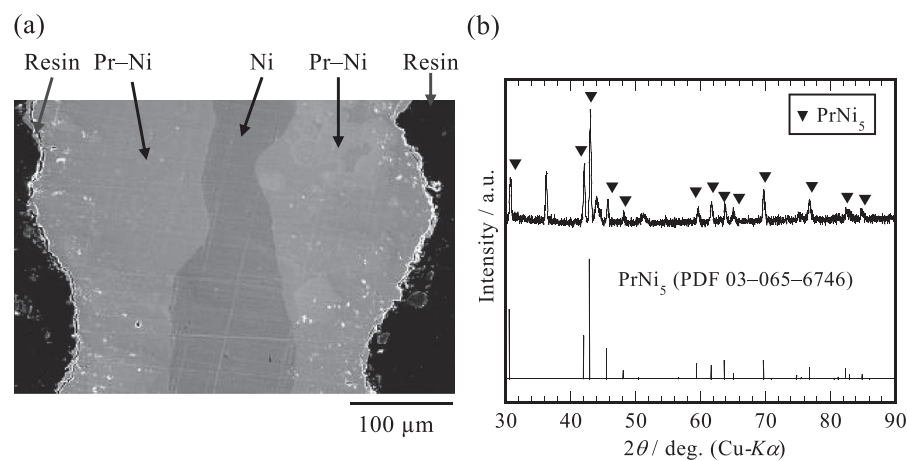 (a)
Resin Pr–Ni Ni Pr–Ni Resin
100 µm
(b)
▼ PrNi5
PrNi5 (PDF 03–065–6746)
Intensity / a.u.
30 40 50 60 70 80 90
2θ / deg. (Cu-Kα)